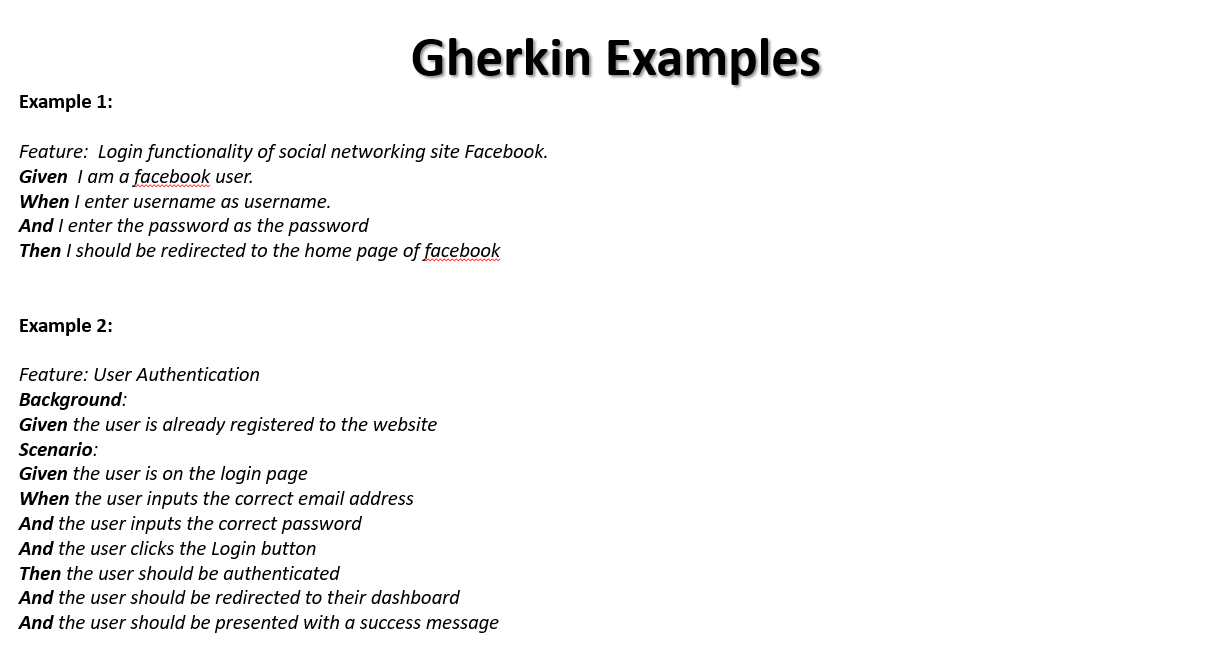 Gherkin Examples
Example 1:
Feature:  Login functionality of social networking site Facebook.
Given  I am a facebook user.
When I enter username as username.
And I enter the password as the password
Then I should be redirected to the home page of facebook
Example 2:
Feature: User Authentication
Background:
Given the user is already registered to the website
Scenario:
Given the user is on the login page
When the user inputs the correct email address
And the user inputs the correct password
And the user clicks the Login button
Then the user should be authenticated
And the user should be redirected to their dashboard
And the user should be presented with a success message